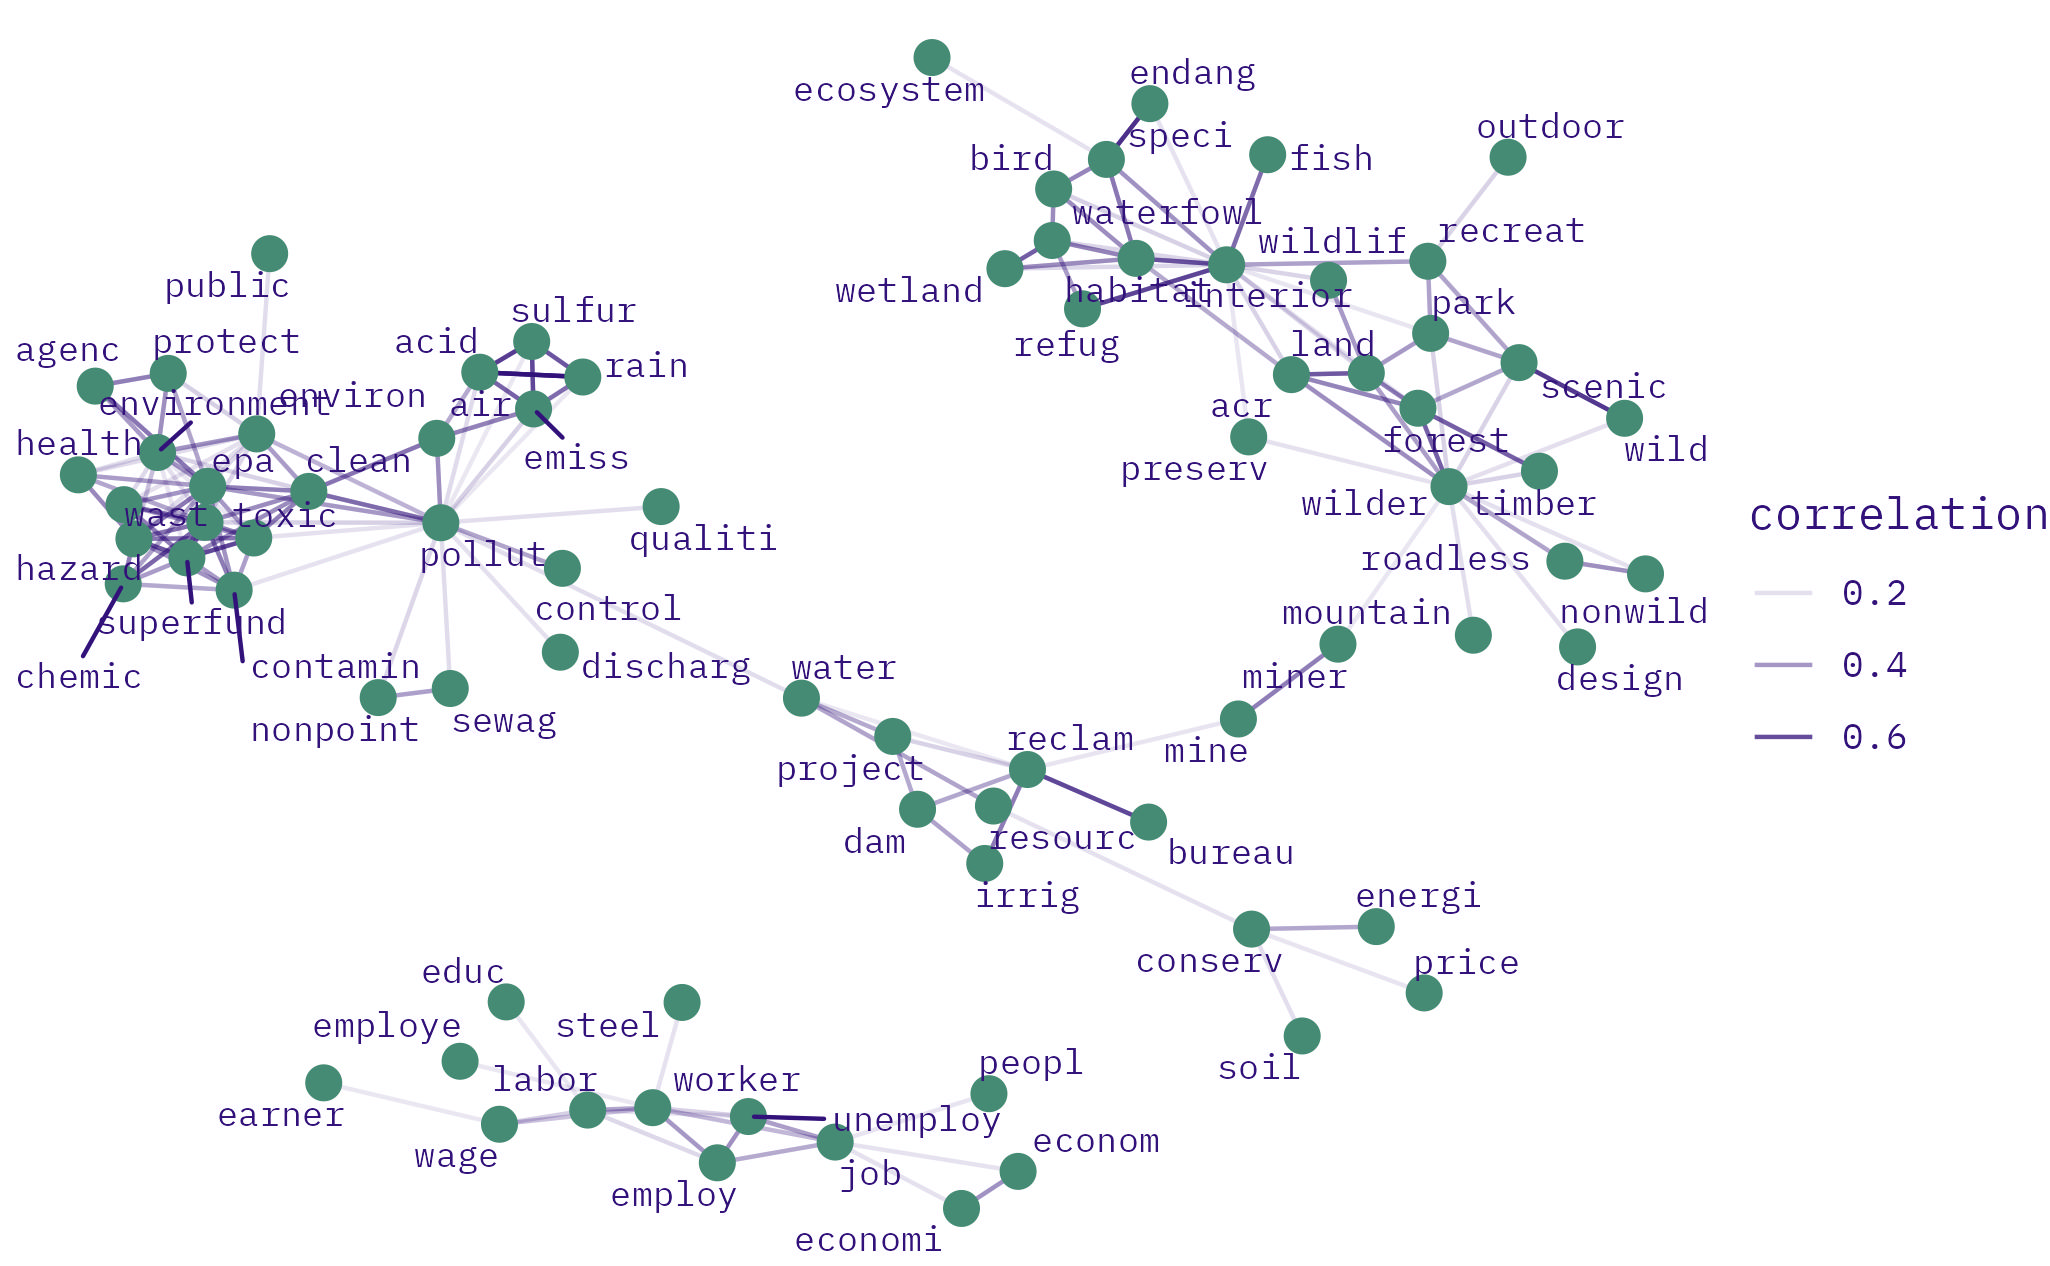 endang
ecosystem
outdoor
speci
bird
fish
waterfowl
recreat
wildlif
public
wetland
habitat
interior
park
sulfur
refug
land
protect
acid
agenc
rain
scenic
environ
environment
air
acr
health
forest
wild
epa
clean
emiss
preserv
wilder
timber
correlation
wast
toxic
qualiti
pollut
roadless
hazard
0.2
control
mountain
nonwild
superfund
chemic
contamin
discharg
water
miner
design
0.4
nonpoint
sewag
reclam
mine
0.6
project
dam
resourc
bureau
irrig
energi
conserv
price
educ
employe
steel
soil
peopl
labor
worker
earner
unemploy
wage
econom
employ
job
economi